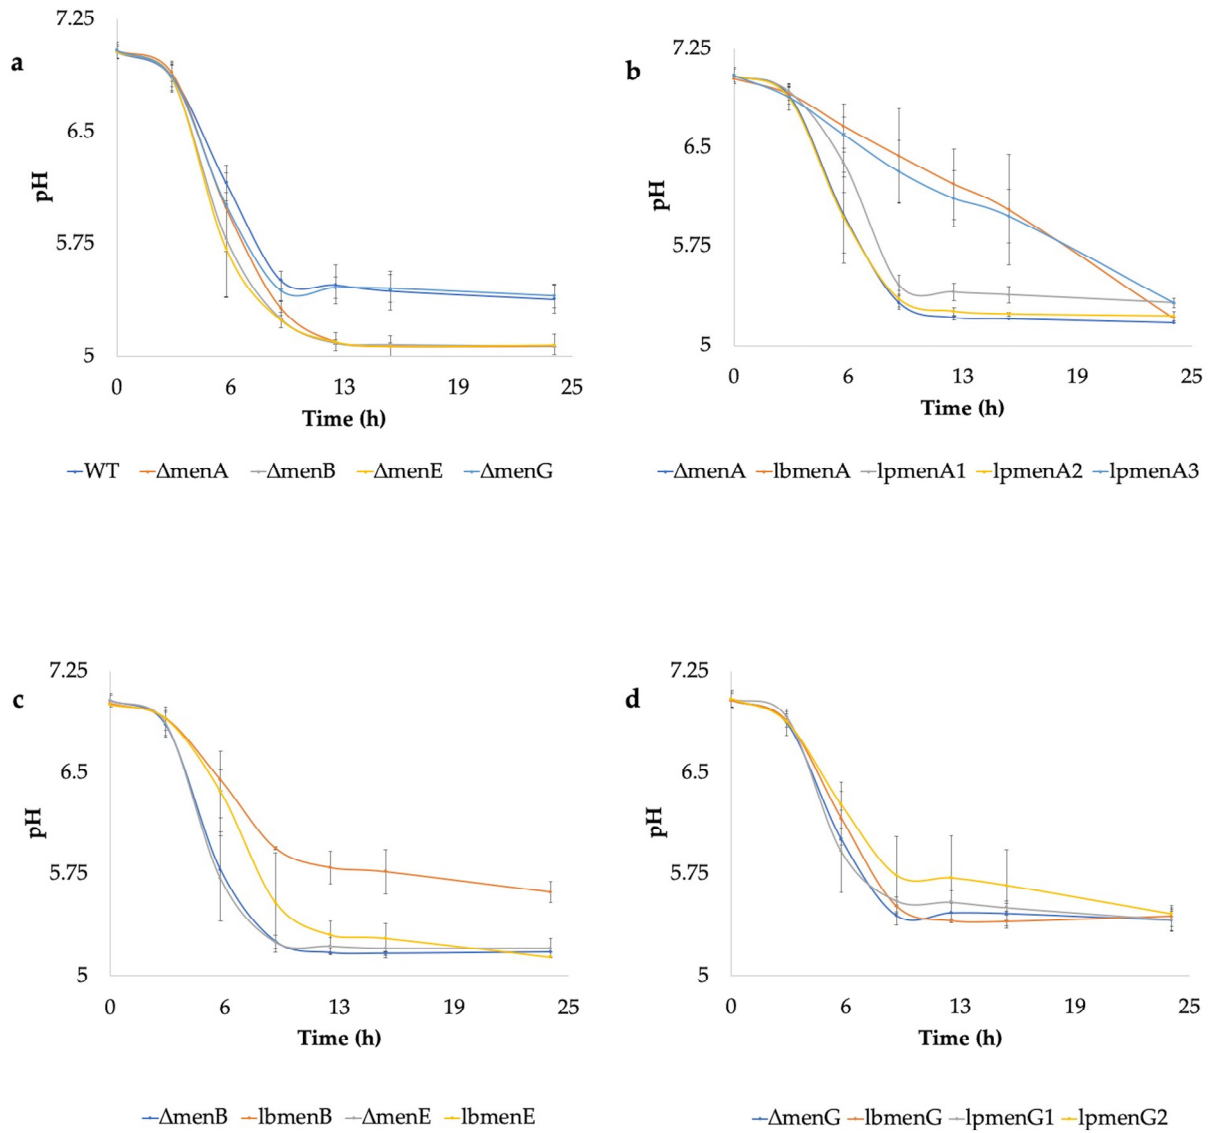 a
7.25
6.5
5.75
5
pH
0 6 13 19 25
Time (h)
WT ΔmenA ΔmenB ΔmenE ΔmenG
b
7.25
6.5
5.75
5
pH
0 6 13 19 25
Time (h)
ΔmenA lbmenA lpmenA1 lpmenA2 lpmenA3
c
7.25
6.5
5.75
5
pH
0 6 13 19 25
Time (h)
ΔmenB lbmenB ΔmenE lbmenE
d
7.25
6.5
5.75
5
pH
0 6 13 19 25
Time (h)
ΔmenG lbmenG lpmenG1 lpmenG2